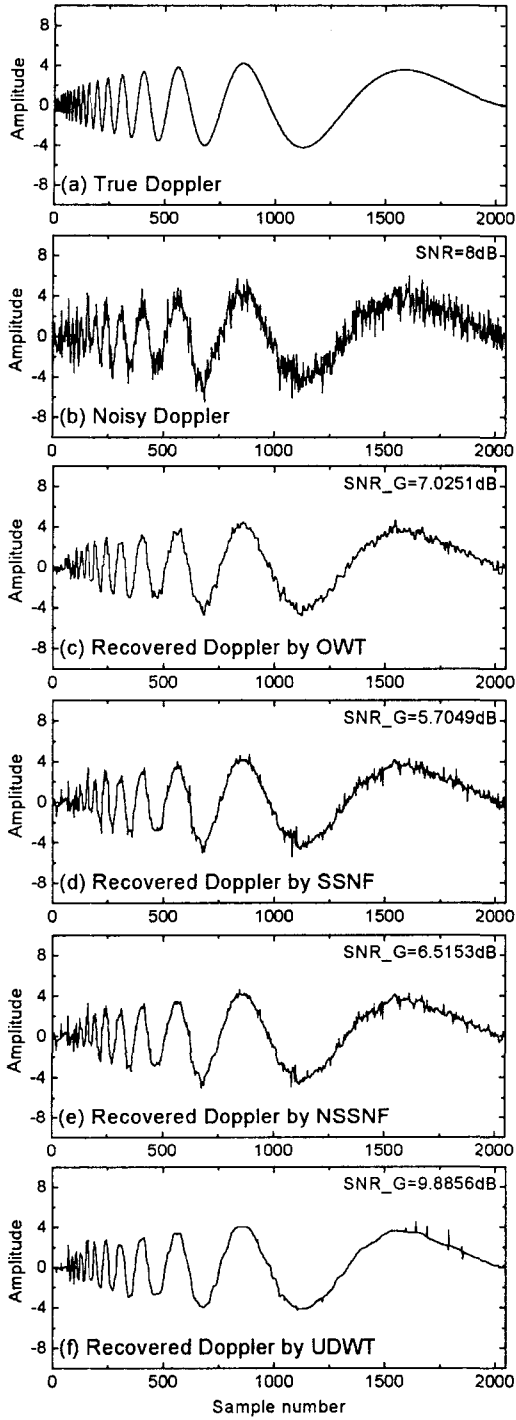 8
4
0
-4
-8
Amplitude
(a) True Doppler
0 500 1000 1500 2000
SNR=8dB
8
4
0
-4
-8
Amplitude
(b) Noisy Doppler
0 500 1000 1500 2000
SNR_G=7.0251dB
8
4
0
-4
-8
Amplitude
(c) Recovered Doppler by OWT
0 500 1000 1500 2000
SNR_G=5.7049dB
8
4
0
-4
-8
Amplitude
(d) Recovered Doppler by SSNF
0 500 1000 1500 2000
SNR_G=6.5153dB
8
4
0
-4
-8
Amplitude
(e) Recovered Doppler by NSSNF
0 500 1000 1500 2000
SNR_G=9.8856dB
8
4
0
-4
-8
Amplitude
(f) Recovered Doppler by UDWT
0 500 1000 1500 2000
Sample number